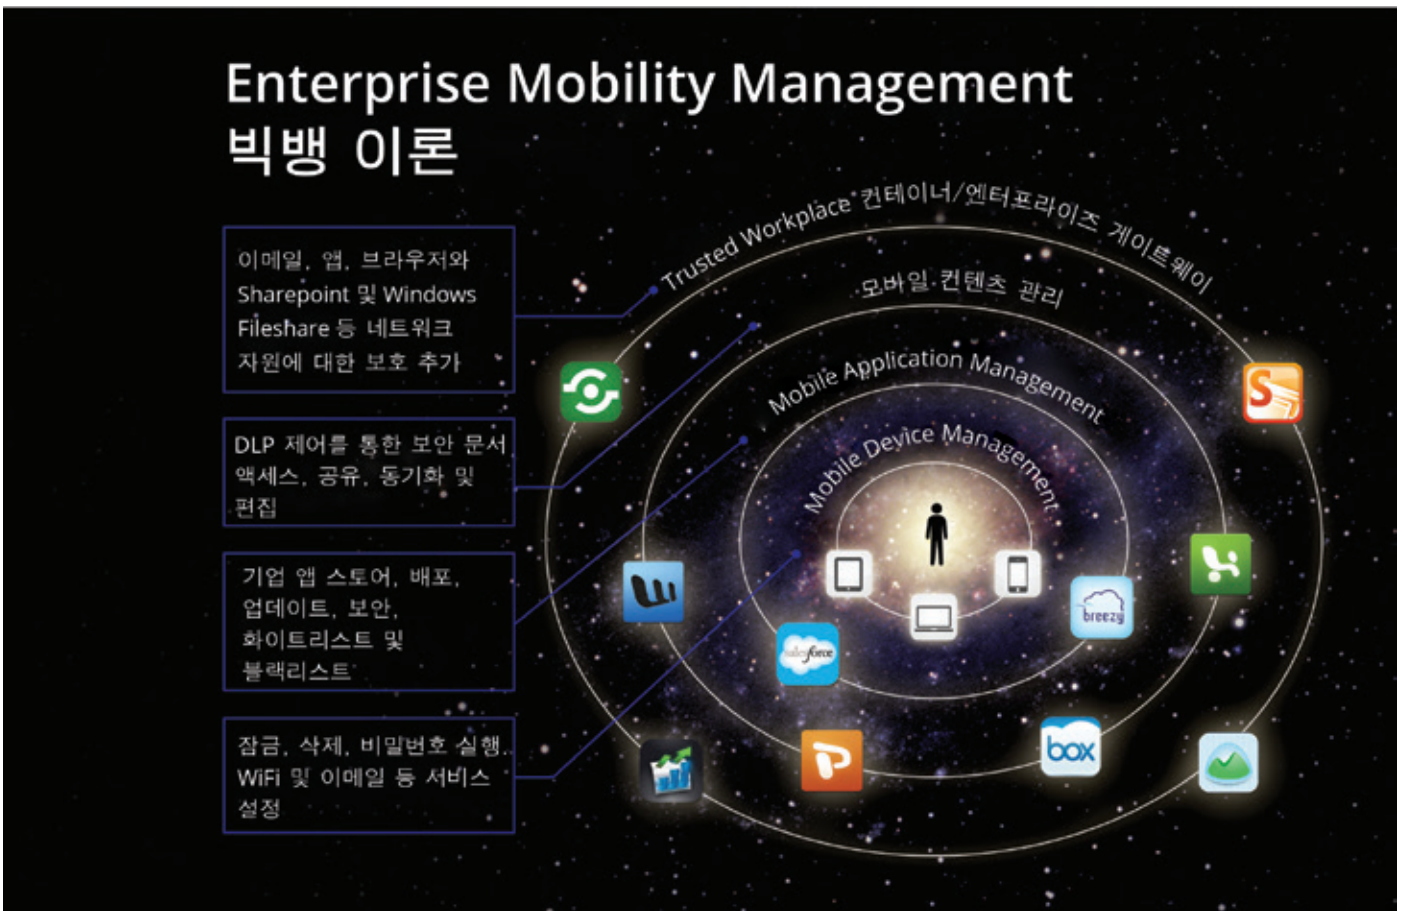 Enterprise Mobility Management
빅뱅 이론
Trusted Workplace® 컨테이너/엔터프라이즈 게이트웨이
모바일 컨텐츠 관리
Mobile Application Management
Mobile Device Management
이메일, 앱, 브라우저와
Sharepoint 및 Windows
Fileshare 등 네트워크
자원에 대한 보호 추가
DLP 제어를 통한 보안 문서
액세스, 공유, 동기화 및
편집
기업 앱 스토어, 배포,
업데이트, 보안,
화이트리스트 및
블랙리스트
잠금, 삭제, 비밀번호 실행,
WiFi 및 이메일 등 서비스
설정
S
breezy
salesforce
box